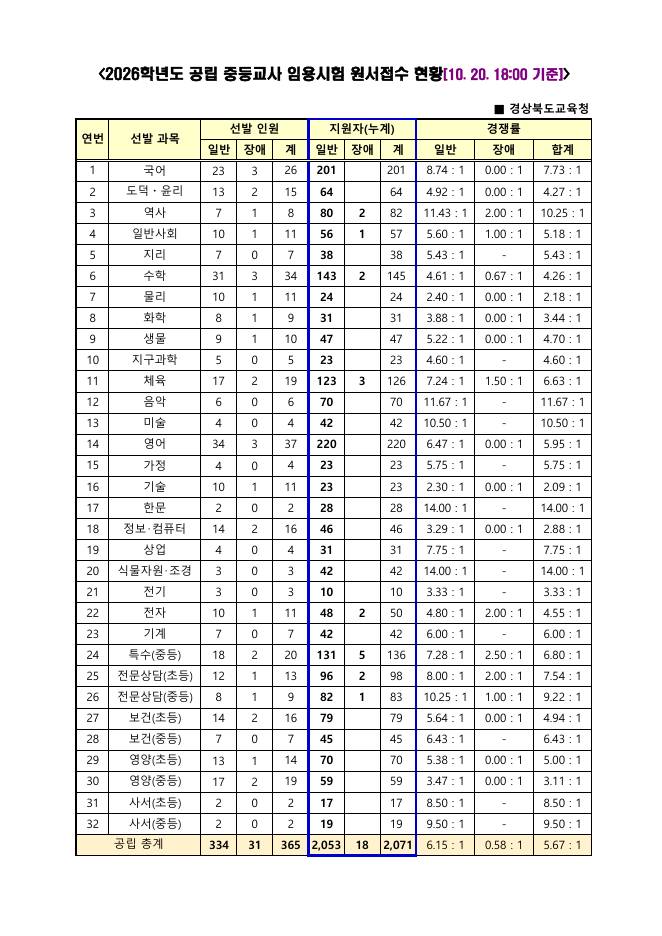 <2026학년도 공립 중등교사 임용시험 원서접수 현황[10. 20. 18:00 기준]>
■ 경상북도교육청
연번 선발 과목 선발 인원 지원자(누계) 경쟁률
일반 장애 계 일반 장애 계 일반 장애 합계
1 국어 23 3 26 201 201 8.74 : 1 0.00 : 1 7.73 : 1
2 도덕·윤리 13 2 15 64 64 4.92 : 1 0.00 : 1 4.27 : 1
3 역사 7 1 8 80 2 82 11.43 : 1 2.00 : 1 10.25 : 1
4 일반사회 10 1 11 56 1 57 5.60 : 1 1.00 : 1 5.18 : 1
5 지리 7 0 7 38 38 5.43 : 1 - 5.43 : 1
6 수학 31 3 34 143 2 145 4.61 : 1 0.67 : 1 4.26 : 1
7 물리 10 1 11 24 24 2.40 : 1 0.00 : 1 2.18 : 1
8 화학 8 1 9 31 31 3.88 : 1 0.00 : 1 3.44 : 1
9 생물 9 1 10 47 47 5.22 : 1 0.00 : 1 4.70 : 1
10 지구과학 5 0 5 23 23 4.60 : 1 - 4.60 : 1
11 체육 17 2 19 123 3 126 7.24 : 1 1.50 : 1 6.63 : 1
12 음악 6 0 6 70 70 11.67 : 1 - 11.67 : 1
13 미술 4 0 4 42 42 10.50 : 1 - 10.50 : 1
14 영어 34 3 37 220 220 6.47 : 1 0.00 : 1 5.95 : 1
15 가정 4 0 4 23 23 5.75 : 1 - 5.75 : 1
16 기술 10 1 11 23 23 2.30 : 1 0.00 : 1 2.09 : 1
17 한문 2 0 2 28 28 14.00 : 1 - 14.00 : 1
18 정보·컴퓨터 14 2 16 46 46 3.29 : 1 0.00 : 1 2.88 : 1
19 상업 4 0 4 31 31 7.75 : 1 - 7.75 : 1
20 식물자원·조경 3 0 3 42 42 14.00 : 1 - 14.00 : 1
21 전기 3 0 3 10 10 3.33 : 1 - 3.33 : 1
22 전자 10 1 11 48 2 50 4.80 : 1 2.00 : 1 4.55 : 1
23 기계 7 0 7 42 42 6.00 : 1 - 6.00 : 1
24 특수(중등) 18 2 20 131 5 136 7.28 : 1 2.50 : 1 6.80 : 1
25 전문상담(초등) 12 1 13 96 2 98 8.00 : 1 2.00 : 1 7.54 : 1
26 전문상담(중등) 8 1 9 82 1 83 10.25 : 1 1.00 : 1 9.22 : 1
27 보건(초등) 14 2 16 79 79 5.64 : 1 0.00 : 1 4.94 : 1
28 보건(중등) 7 0 7 45 45 6.43 : 1 - 6.43 : 1
29 영양(초등) 13 1 14 70 70 5.38 : 1 0.00 : 1 5.00 : 1
30 영양(중등) 17 2 19 59 59 3.47 : 1 0.00 : 1 3.11 : 1
31 사서(초등) 2 0 2 17 17 8.50 : 1 - 8.50 : 1
32 사서(중등) 2 0 2 19 19 9.50 : 1 - 9.50 : 1
공립 총계 334 31 365 2,053 18 2,071 6.15 : 1 0.58 : 1 5.67 : 1